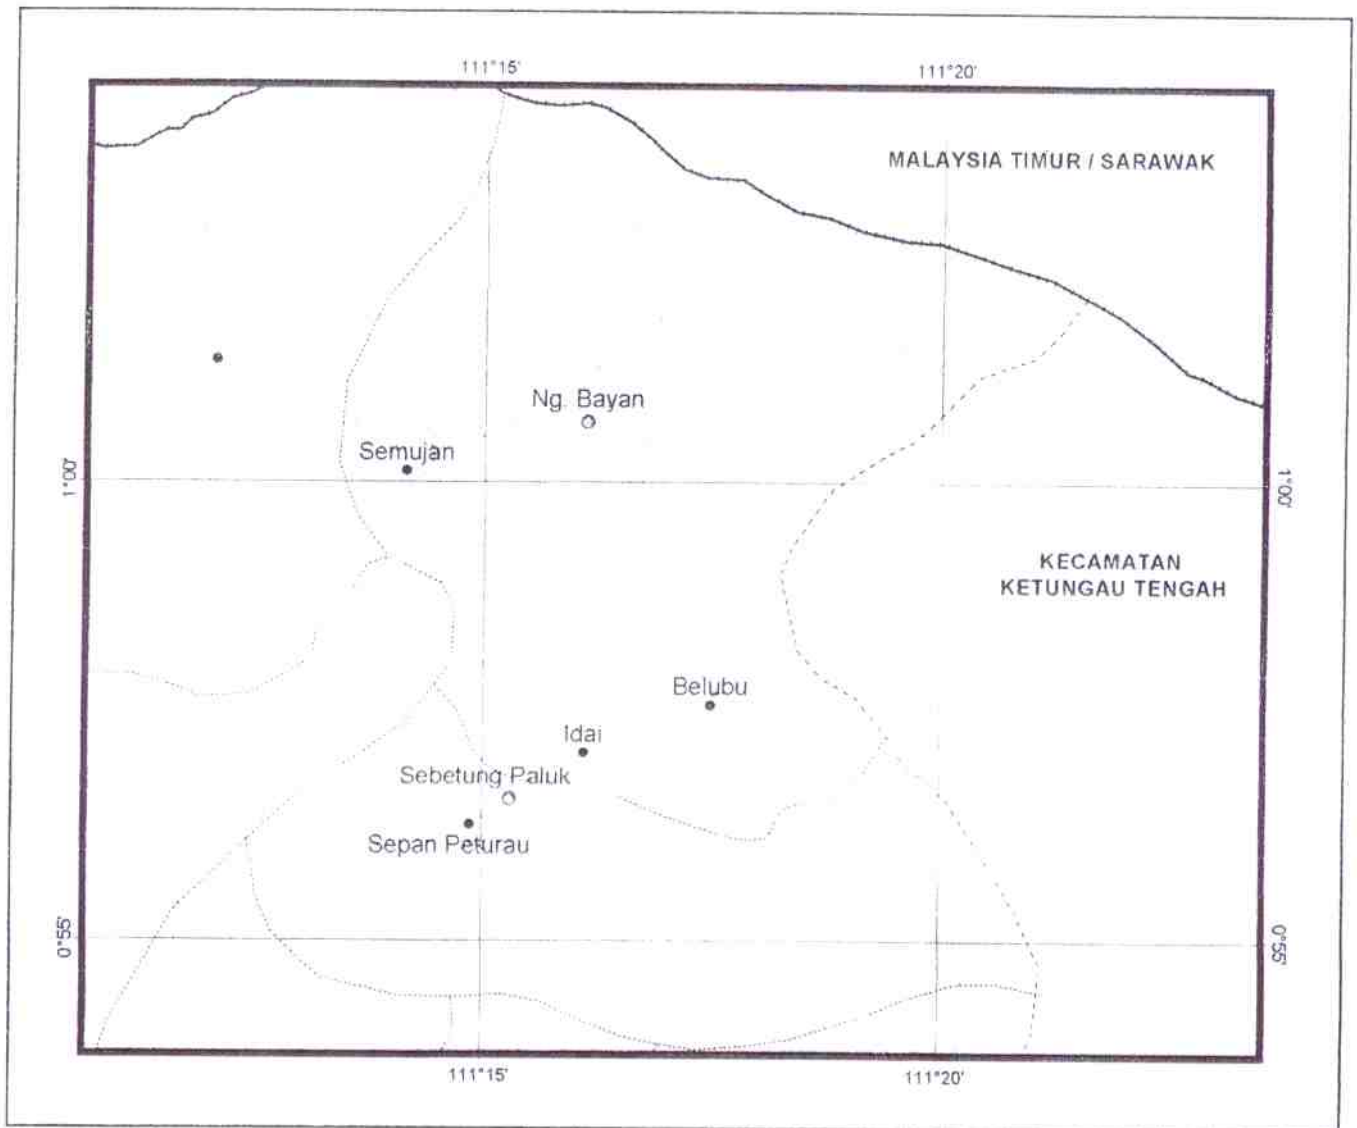 111°15'
111°20'
MALAYSIA TIMUR / SARAWAK
Ng. Bayan
Semujan
1°00'
1°00'
KECAMATAN
KETUNGAU TENGAH
Belubu
Idai
Sebetung Paluk
Sepan Peturau
0°55'
0°55'
111°15'
111°20'